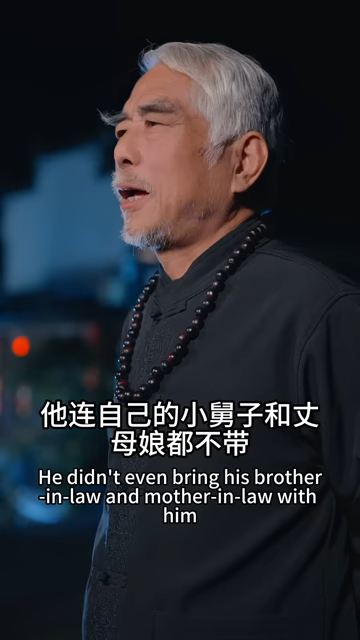 他连自己的小舅子和丈
母娘都不带
He didn't even bring his brother
-in-law and mother-in-law with
him